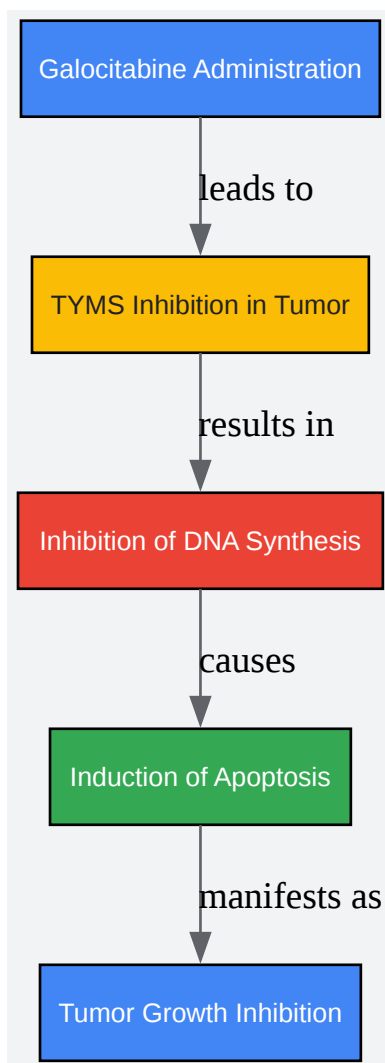 Galocitabine Administration
leads to
TYMS Inhibition in Tumor
results in
Inhibition of DNA Synthesis
causes
Induction of Apoptosis
manifests as
Tumor Growth Inhibition